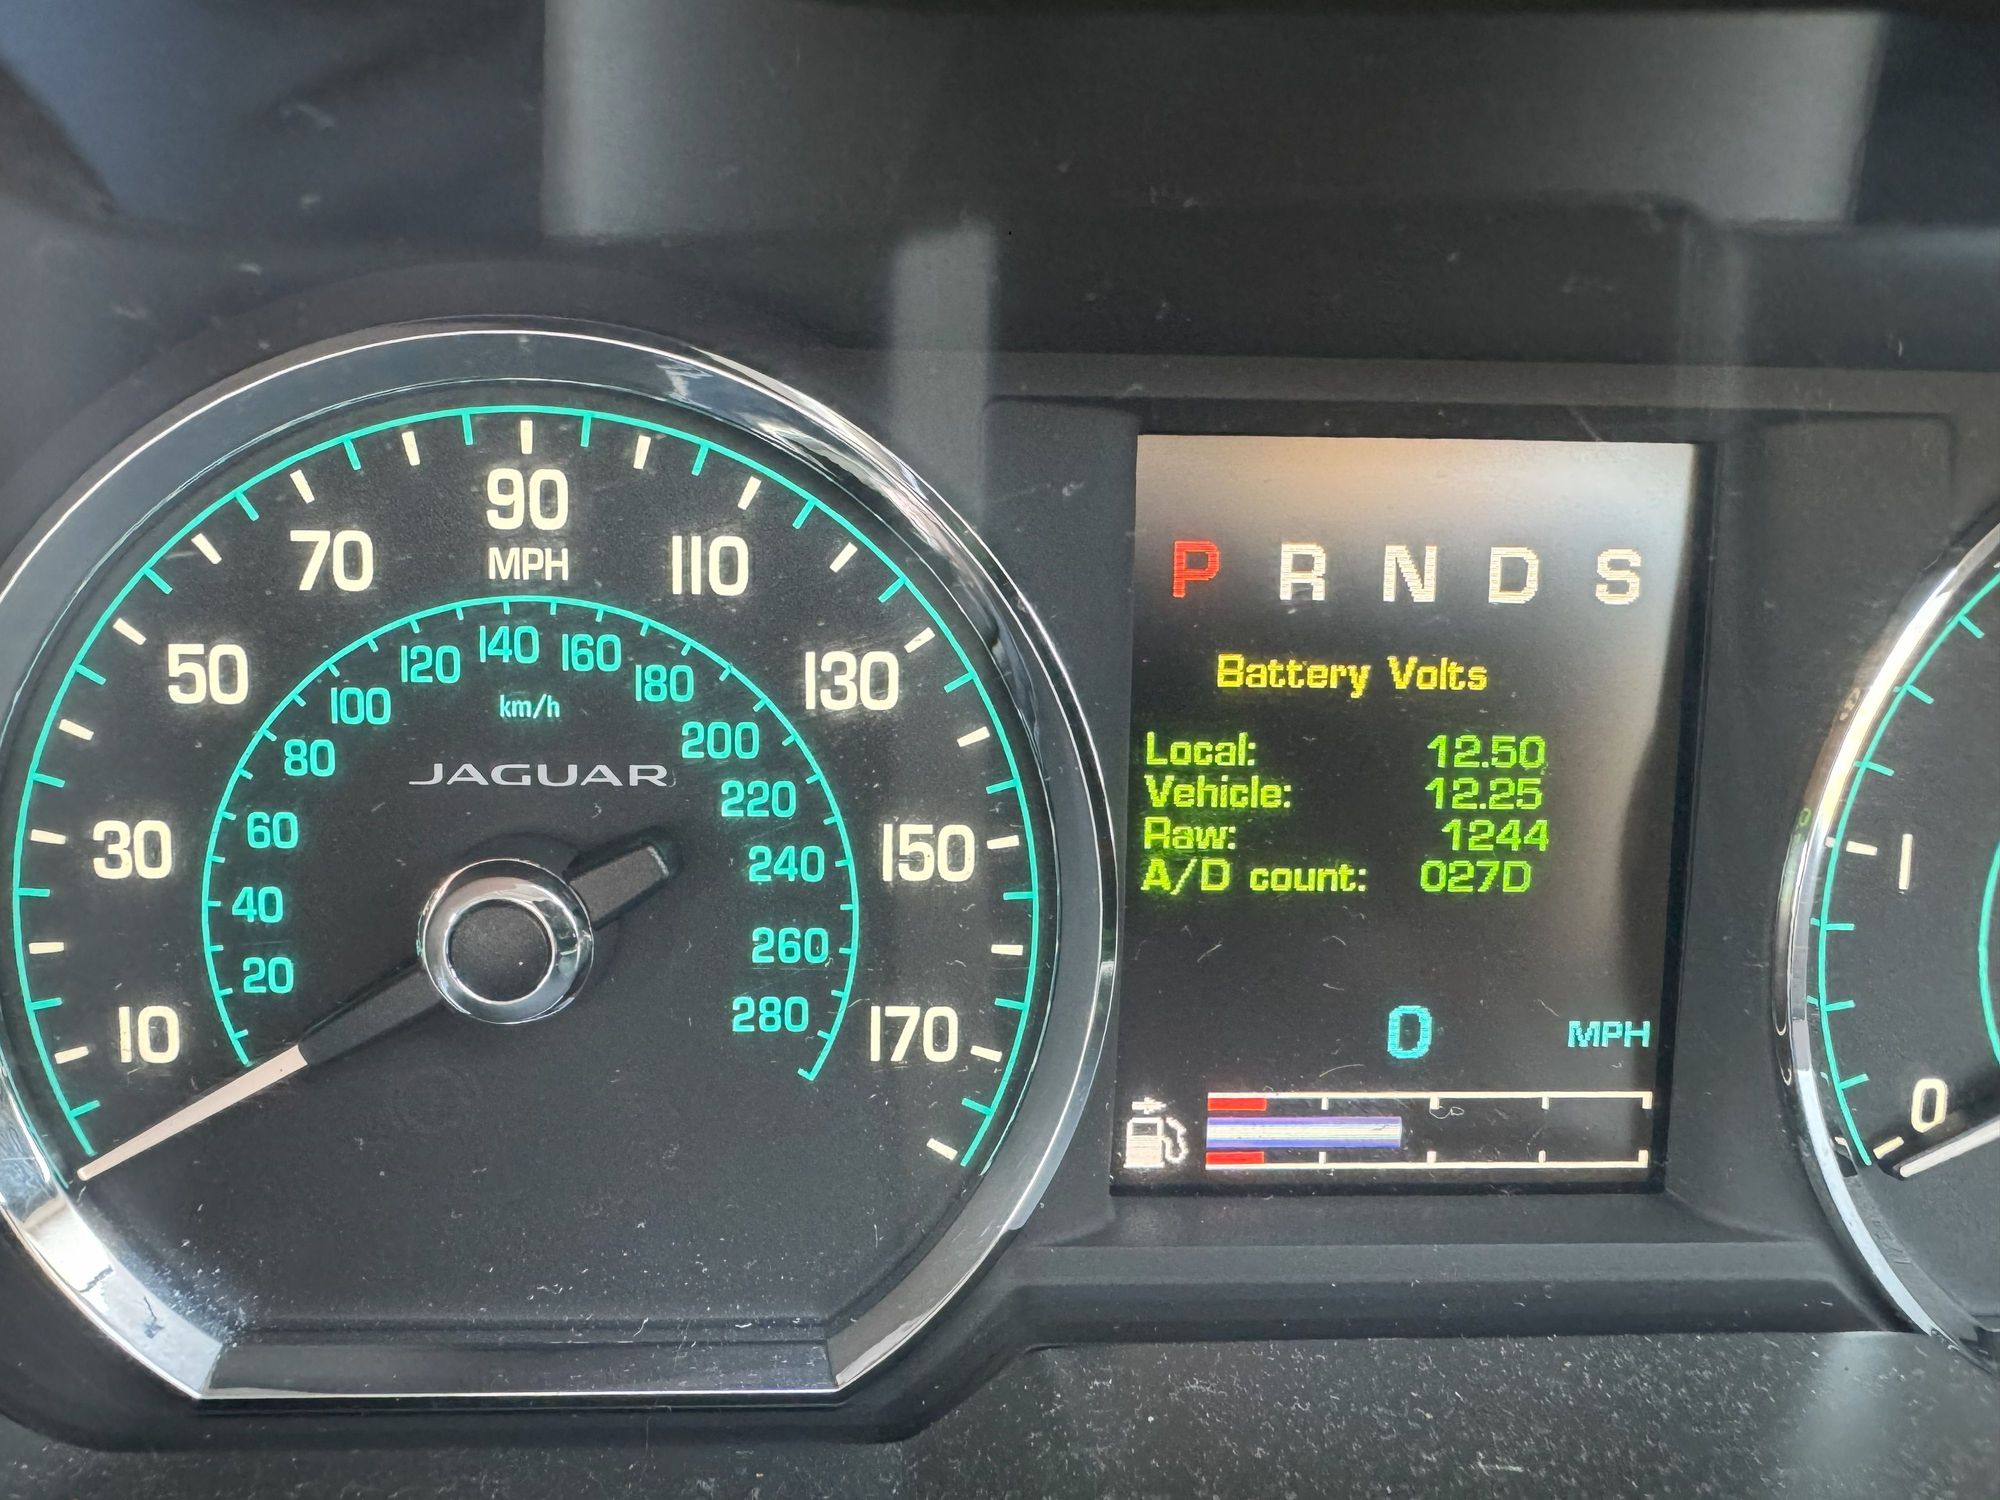 90
MPH
70
110
50
130
30
150
10
170
140
120
160
100
180
km/h
80
200
60
220
40
240
20
260
280
JAGUAR
P R N D S
Battery Volts
Local: 12.50
Vehicle: 12.25
Raw: 1244
A/D count: 027D
0 MPH
1
0